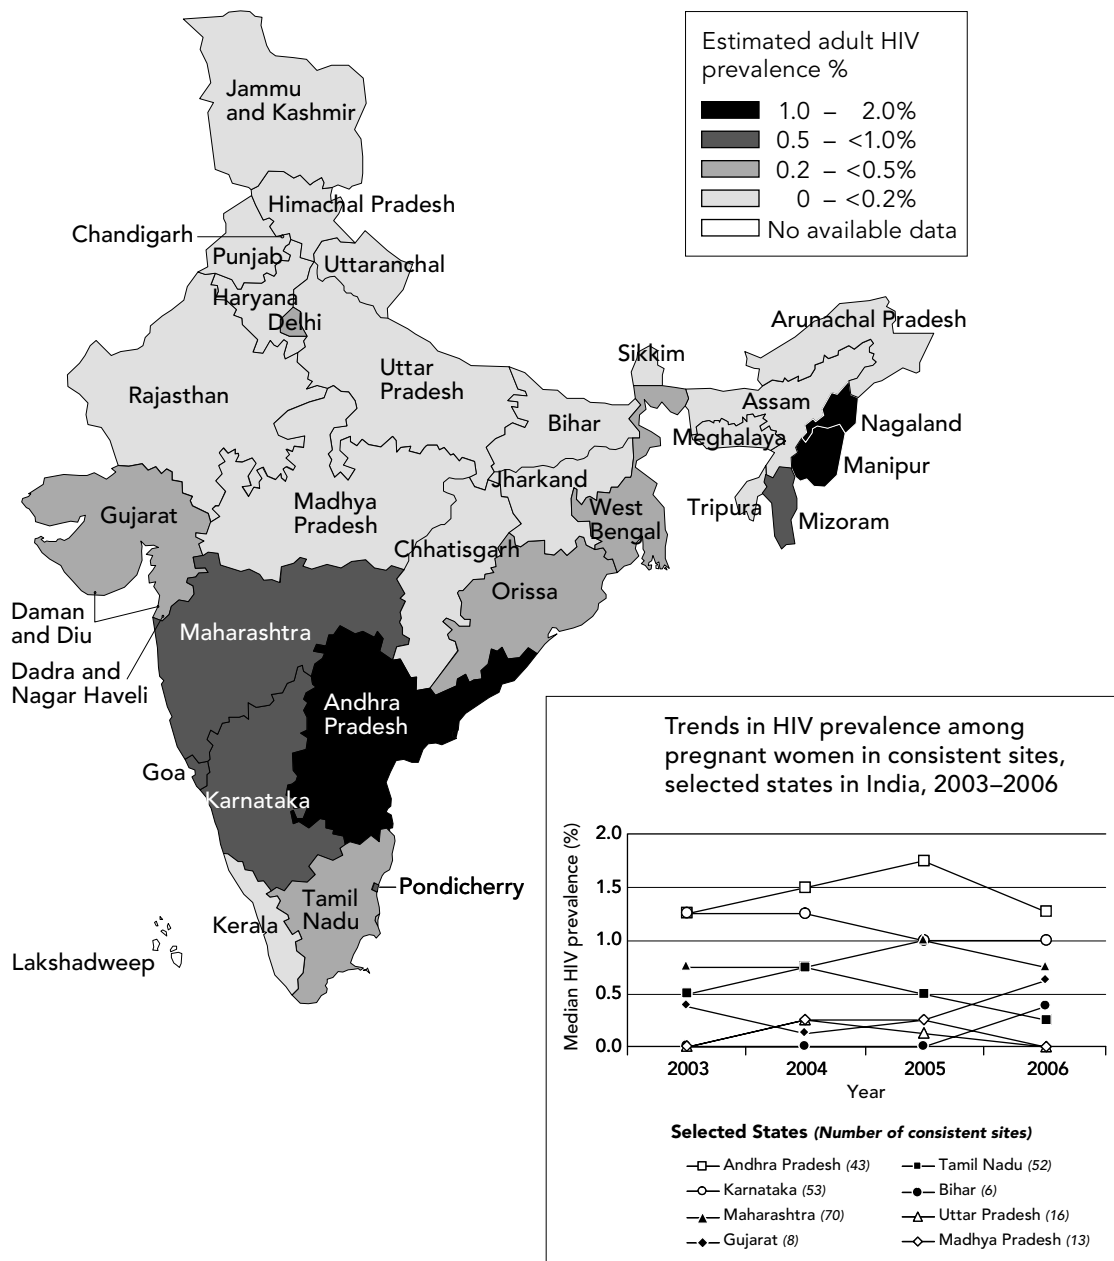 Estimated adult HIV
prevalence %
1.0 – 2.0%
0.5 – <1.0%
0.2 – <0.5%
0 – <0.2%
No available data
Jammu
and Kashmir
Himachal Pradesh
Chandigarh
Punjab
Uttaranchal
Haryana
Delhi
Arunachal Pradesh
Sikkim
Uttar
Pradesh
Rajasthan
Assam
Bihar
Nagaland
Meghalaya
Manipur
Jharkand
Madhya
Pradesh
Gujarat
West
Bengal
Tripura
Mizoram
Chhatisgarh
Orissa
Daman
and Diu
Maharashtra
Dadra and
Nagar Haveli
Andhra
Pradesh
Goa
Karnataka
Pondicherry
Tamil
Nadu
Kerala
Lakshadweep
Trends in HIV prevalence among
pregnant women in consistent sites,
selected states in India, 2003–2006
Median HIV prevalence (%)
2.0
1.5
1.0
0.5
0.0
2003 2004 2005 2006
Year
Selected States (Number of consistent sites)
Andhra Pradesh (43)
Karnataka (53)
Maharashtra (70)
Gujarat (8)
Tamil Nadu (52)
Bihar (6)
Uttar Pradesh (16)
Madhya Pradesh (13)